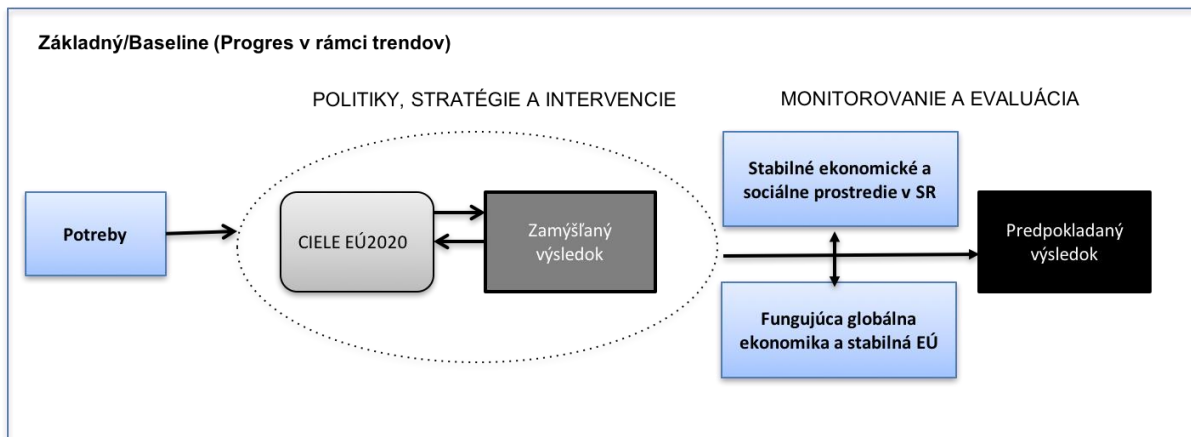 Základný/Baseline (Progres v rámci trendov)
POLITIKY, STRATÉGIE A INTERVENCIE
MONITOROVANIE A EVALUÁCIA
Potreby
CIELE EÚ2020
Zamýšľaný
výsledok
Stabilné ekonomické a
sociálne prostredie v SR
Fungujúca globálna
ekonomika a stabilná EÚ
Predpokladaný
výsledok